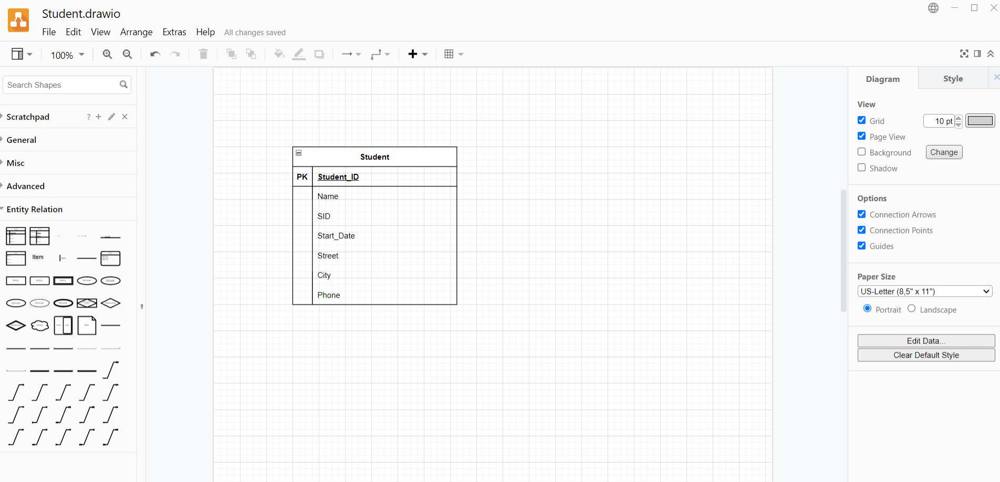 Student.drawio
File Edit View Arrange Extras Help All changes saved
100%
Search Shapes
Scratchpad ?
General
Misc
Advanced
Entity Relation
Item
Student
PK Student_ID
Name
SID
Start_Date
Street
City
Phone
Diagram Style
View
Grid 10 pt
Page View
Background Change
Shadow
Options
Connection Arrows
Connection Points
Guides
Paper Size
US-Letter (8,5" x 11")
Portrait Landscape
Edit Data...
Clear Default Style